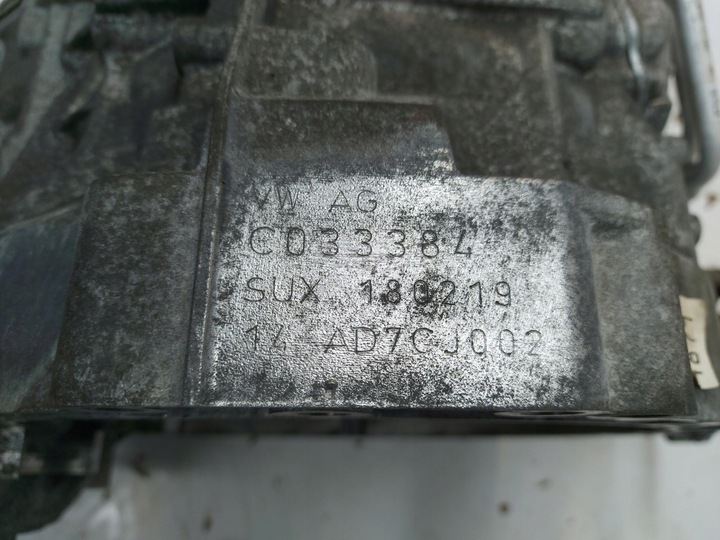 VW AG
CD33384
SUX 180219
14 AD7CJ002